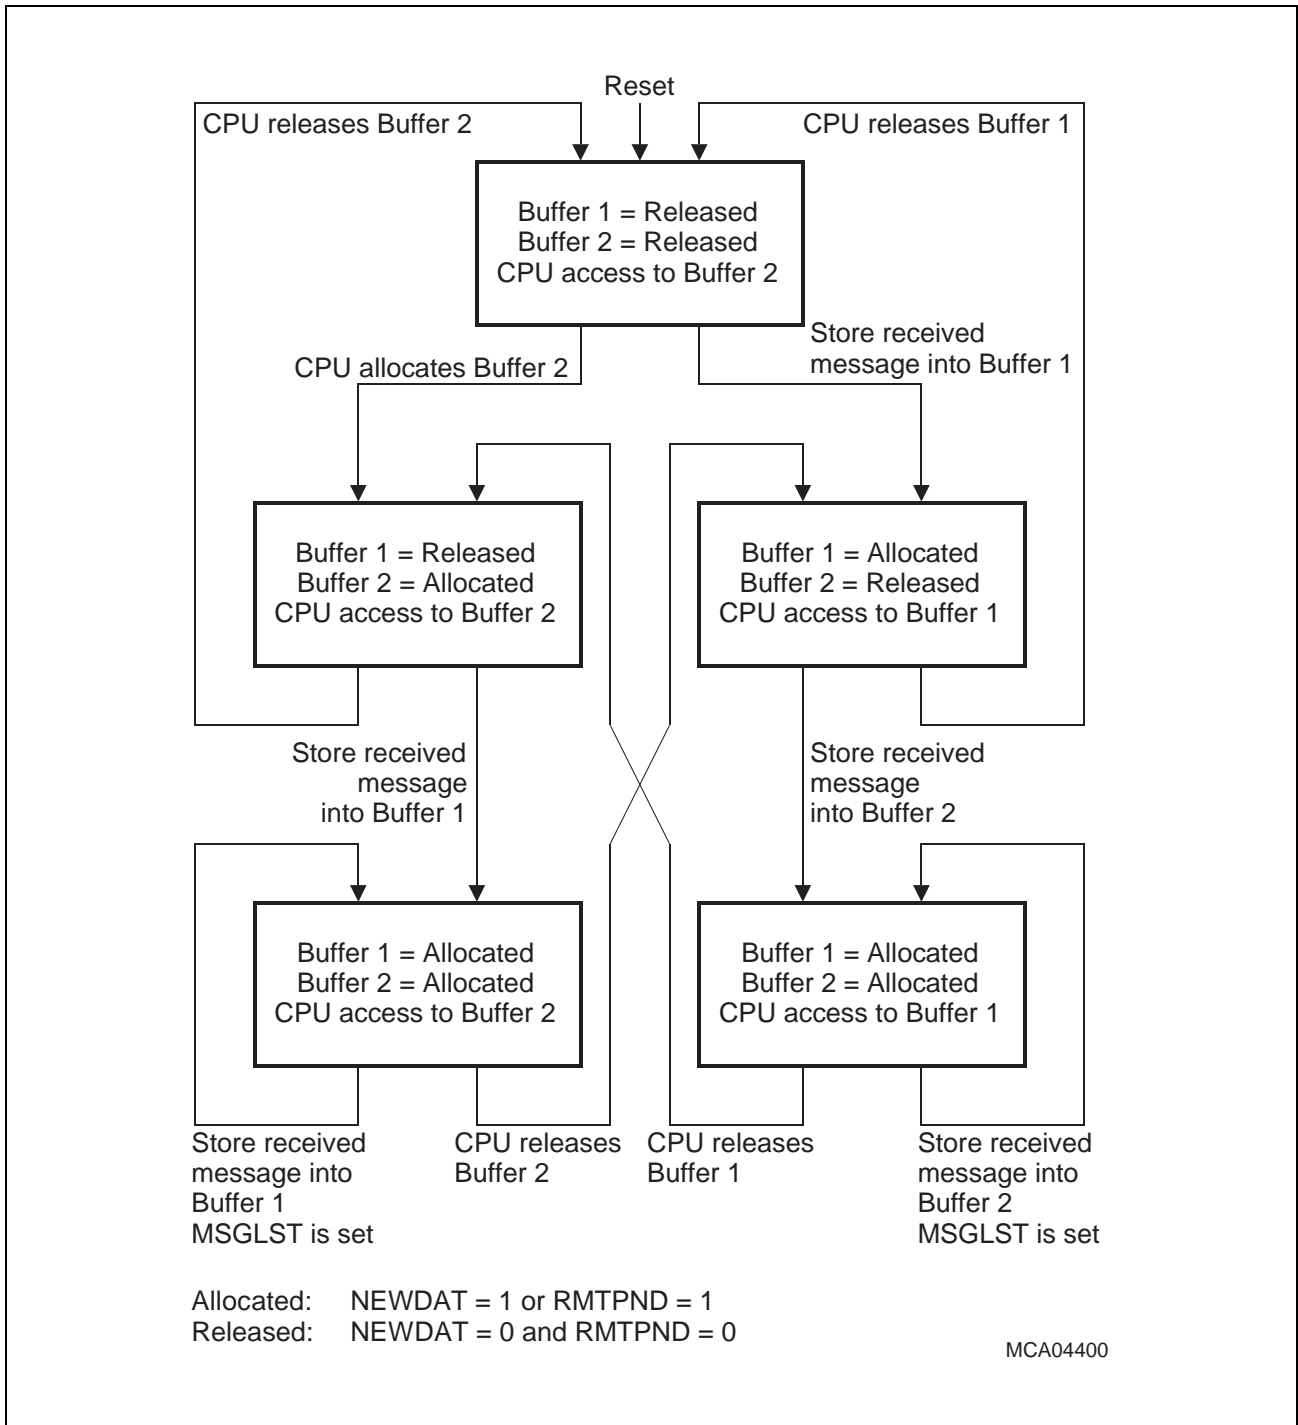 Reset
CPU releases Buffer 2
CPU releases Buffer 1
Buffer 1 = Released
Buffer 2 = Released
CPU access to Buffer 2
CPU allocates Buffer 2
Store received
message into Buffer 1
Buffer 1 = Released
Buffer 2 = Allocated
CPU access to Buffer 2
Buffer 1 = Allocated
Buffer 2 = Released
CPU access to Buffer 1
Store received
message
into Buffer 1
Store received
message
into Buffer 2
Buffer 1 = Allocated
Buffer 2 = Allocated
CPU access to Buffer 2
Buffer 1 = Allocated
Buffer 2 = Allocated
CPU access to Buffer 1
Store received
message into
Buffer 1
MSGLST is set
CPU releases
Buffer 2
CPU releases
Buffer 1
Store received
message into
Buffer 2
MSGLST is set
Allocated: NEWDAT = 1 or RMTPND = 1
Released: NEWDAT = 0 and RMTPND = 0
MCA04400